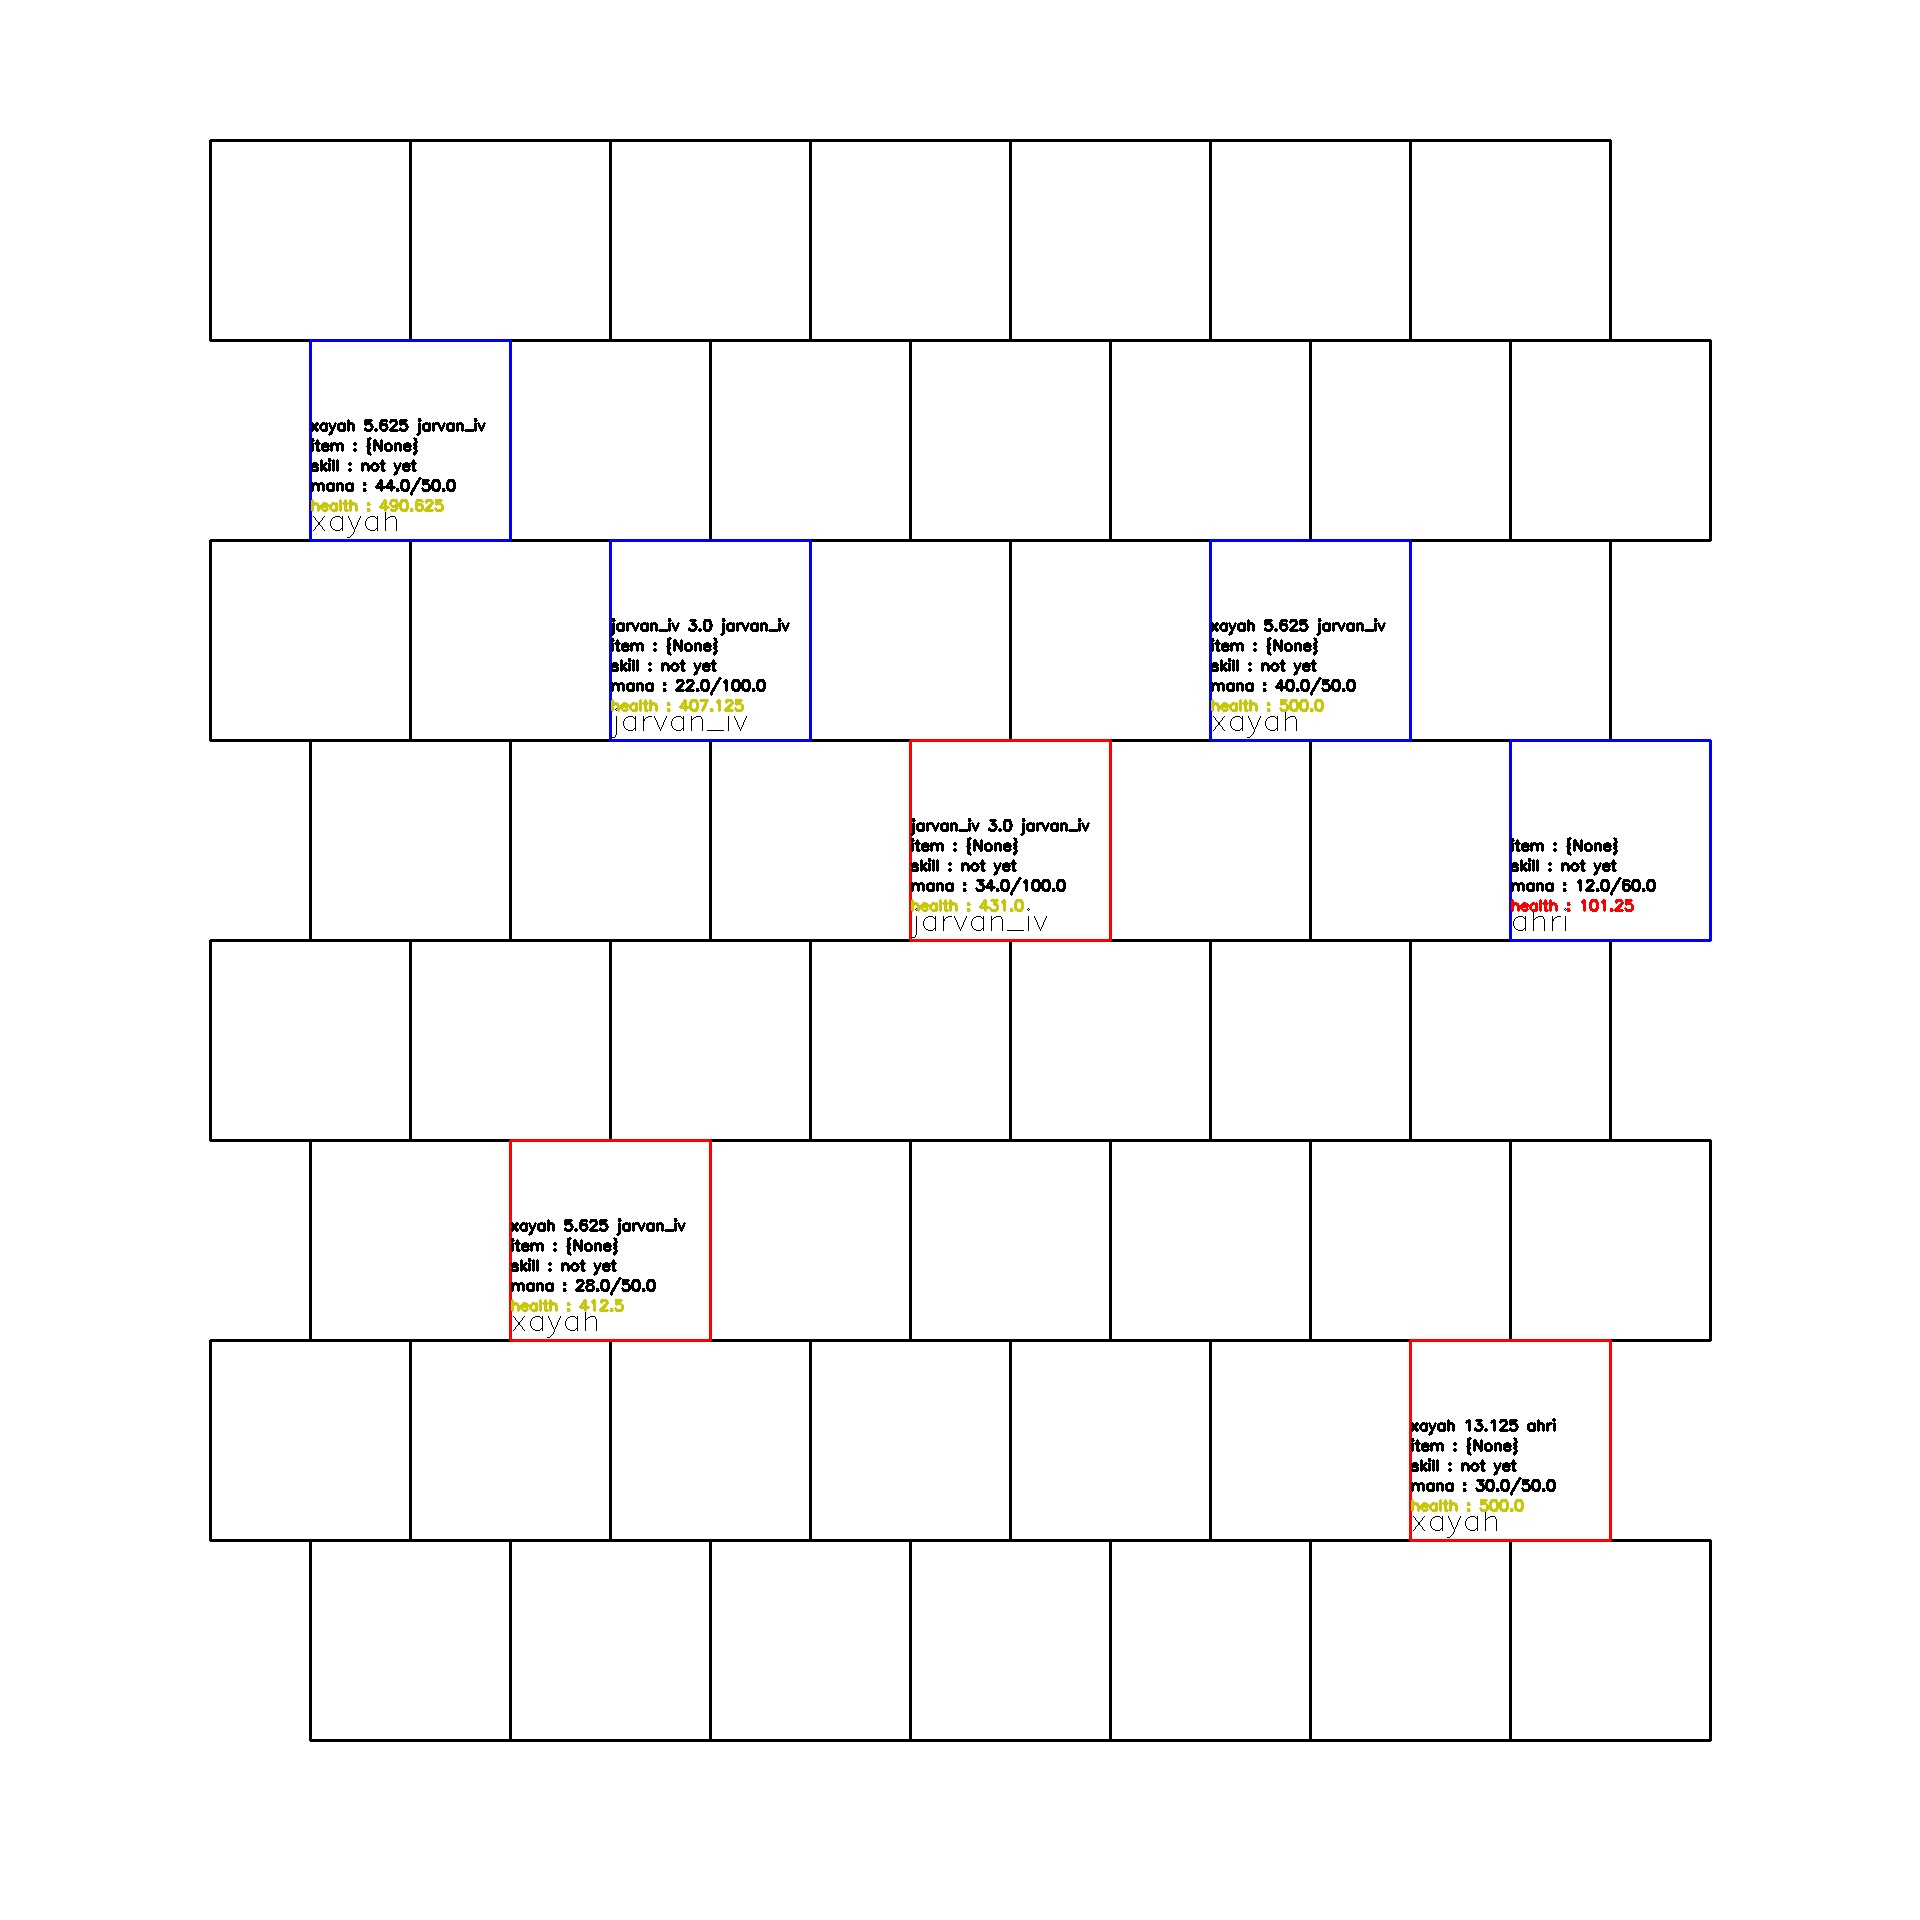 xayah 5.625 jarvan_iv
item : {None}
skill : not yet
mana : 44.0/50.0
health : 490.625
xayah
jarvan_iv 3.0 jarvan_iv
item : {None}
skill : not yet
mana : 22.0/100.0
health : 407.125
jarvan_iv
xayah 5.625 jarvan_iv
item : {None}
skill : not yet
mana : 40.0/50.0
health : 500.0
xayah
jarvan_iv 3.0 jarvan_iv
item : {None}
skill : not yet
mana : 34.0/100.0
health : 431.0
jarvan_iv
item : {None}
skill : not yet
mana : 12.0/60.0
health : 101.25
ahri
xayah 5.625 jarvan_iv
item : {None}
skill : not yet
mana : 28.0/50.0
health : 412.5
xayah
xayah 13.125 ahri
item : {None}
skill : not yet
mana : 30.0/50.0
health : 500.0
xayah